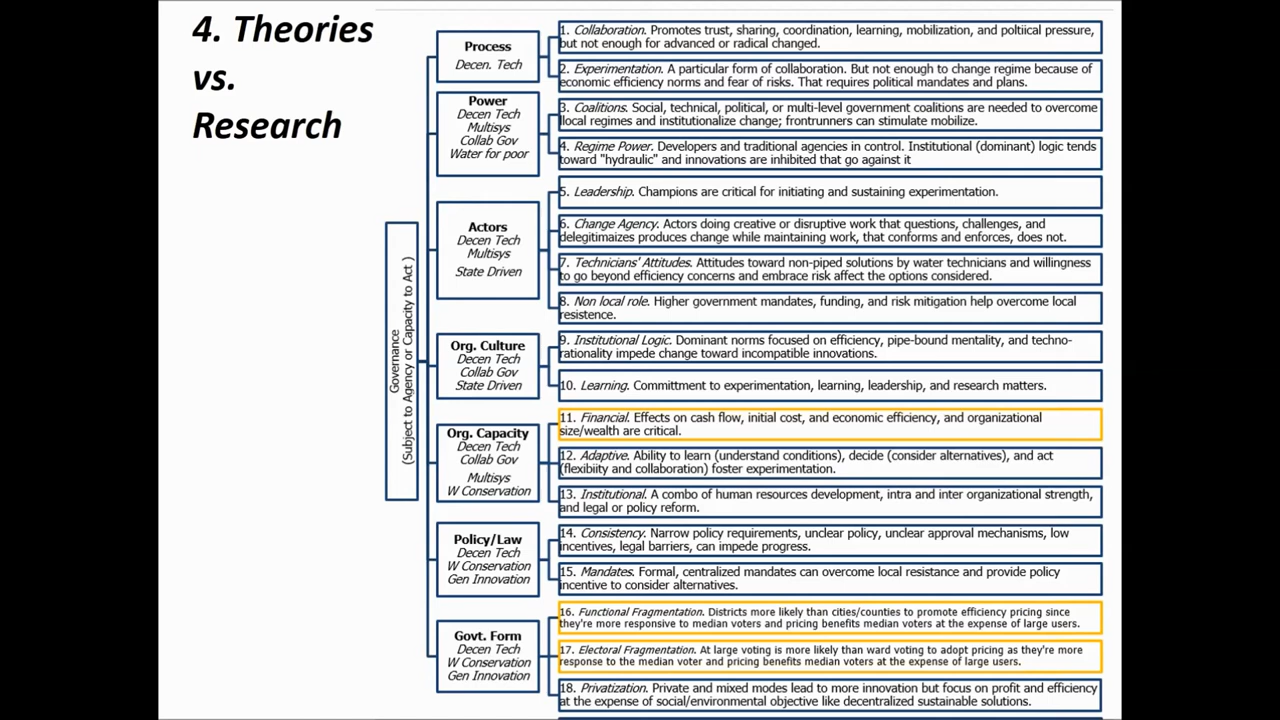 4. Theories
vs.
Research
Governance
(Subject to Agency or Capacity to Act )
Process
Decen. Tech
1. Collaboration. Promotes trust, sharing, coordination, learning, mobilization, and poltiical pressure,
but not enough for advanced or radical changed.
2. Experimentation. A particular form of collaboration. But not enough to change regime because of
economic efficiency norms and fear of risks. That requires political mandates and plans.
Power
Decen Tech
Multisys
Collab Gov
Water for poor
3. Coalitions. Social, technical, political, or multi-level government coalitions are needed to overcome
local regimes and institutionalize change; frontrunners can stimulate mobilize.
4. Regime Power. Developers and traditional agencies in control. Institutional (dominant) logic tends
toward "hydraulic" and innovations are inhibited that go against it
Actors
Decen Tech
Multisys
State Driven
5. Leadership. Champions are critical for initiating and sustaining experimentation.
6. Change Agency. Actors doing creative or disruptive work that questions, challenges, and
delegitimaizes produces change while maintaining work, that conforms and enforces, does not.
7. Technicians' Attitudes. Attitudes toward non-piped solutions by water technicians and willingness
to go beyond efficiency concerns and embrace risk affect the options considered.
8. Non local role. Higher government mandates, funding, and risk mitigation help overcome local
resistence.
Org. Culture
Decen Tech
Collab Gov
State Driven
9. Institutional Logic. Dominant norms focused on efficiency, pipe-bound mentality, and techno-
rationality impede change toward incompatible innovations.
10. Learning. Committment to experimentation, learning, leadership, and research matters.
Org. Capacity
Decen Tech
Collab Gov
Multisys
W Conservation
11. Financial. Effects on cash flow, initial cost, and economic efficiency, and organizational
size/wealth are critical.
12. Adaptive. Ability to learn (understand conditions), decide (consider alternatives), and act
(flexibiity and collaboration) foster experimentation.
13. Institutional. A combo of human resources development, intra and inter organizational strength,
and legal or policy reform.
Policy/Law
Decen Tech
W Conservation
Gen Innovation
14. Consistency. Narrow policy requirements, unclear policy, unclear approval mechanisms, low
incentives, legal barriers, can impede progress.
15. Mandates. Formal, centralized mandates can overcome local resistance and provide policy
incentive to consider alternatives.
Govt. Form
Decen Tech
W Conservation
Gen Innovation
16. Functional Fragmentation. Districts more likely than cities/counties to promote efficiency pricing since
they're more responsive to median voters and pricing benefits median voters at the expense of large users.
17. Electoral Fragmentation. At large voting is more likely than ward voting to adopt pricing as they're more
response to the median voter and pricing benefits median voters at the expense of large users.
18. Privatization. Private and mixed modes lead to more innovation but focus on profit and efficiency
at the expense of social/environmental objective like decentralized sustainable solutions.